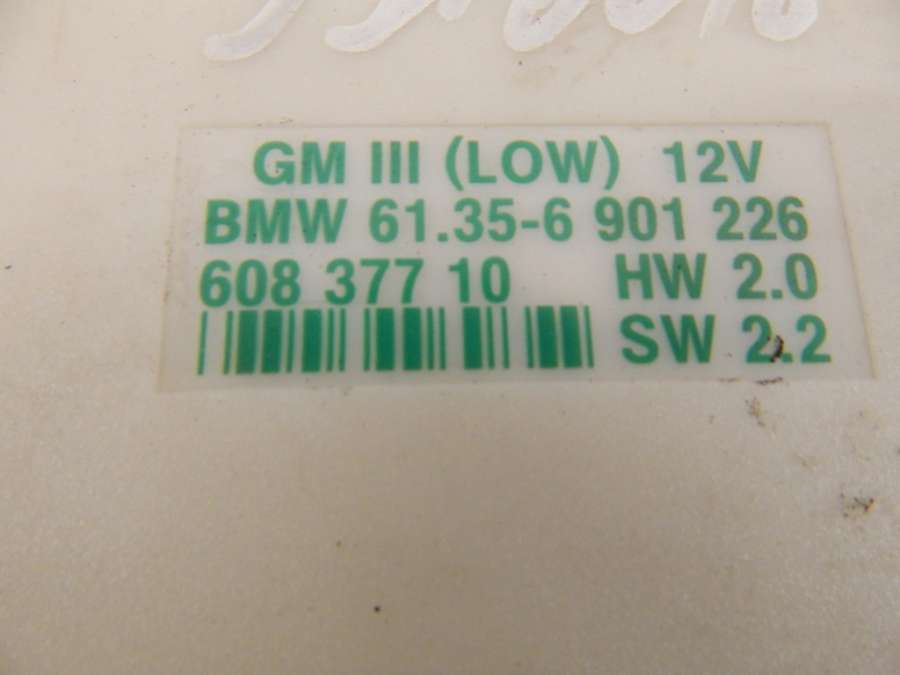 GM III (LOW) 12V
BMW 61.35-6 901 226
608 377 10 HW 2.0
SW 2.2